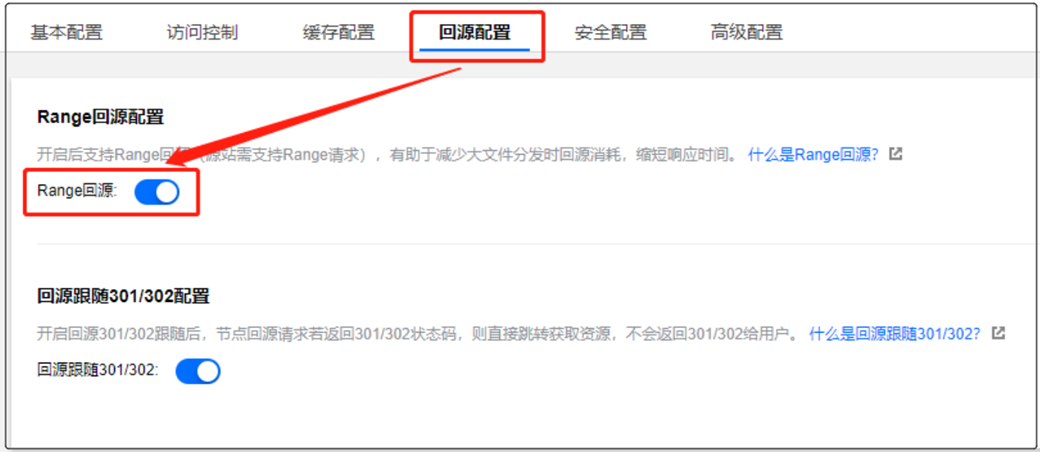 基本配置 访问控制 缓存配置 回源配置 安全配置 高级配置
Range回源配置
开启后支持Range回 (源站需支持Range请求），有助于减少大文件分发时回源消耗，缩短响应时间。 什么是Range回源?
Range回源:
回源跟随301/302配置
开启回源301/302跟随后，节点回源请求若返回301/302状态码，则直接跳转获取资源，不会返回301/302给用户。 什么是回源跟随301/302?
回源跟随301/302: